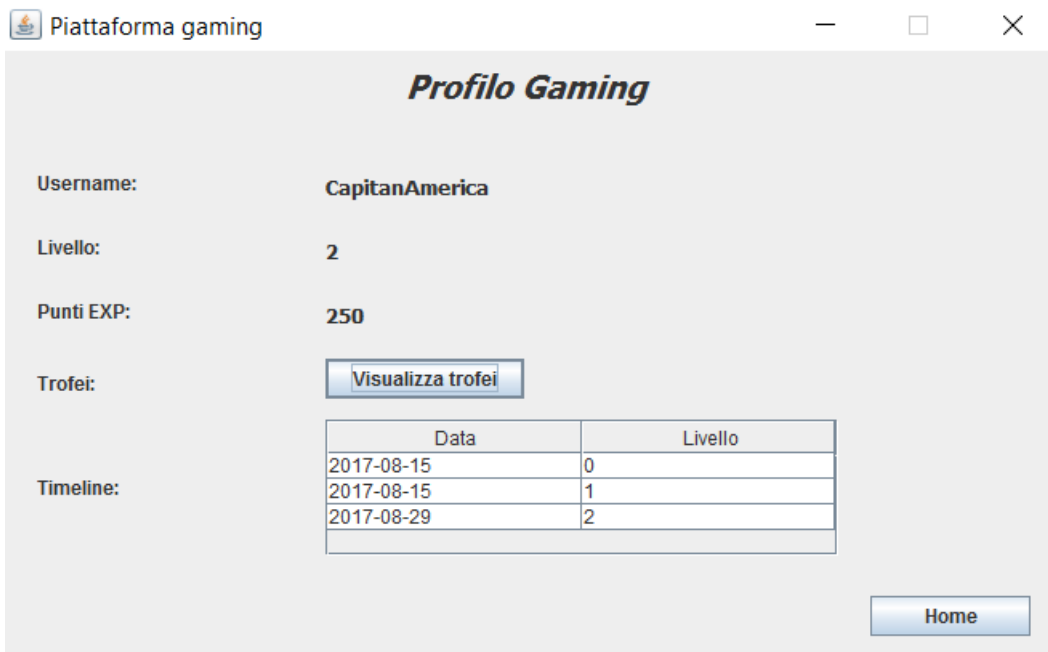 Piattaforma gaming
Profilo Gaming
Username: CapitanAmerica
Livello: 2
Punti EXP: 250
Trofei: Visualizza trofei
Timeline:
Data Livello
2017-08-15 0
2017-08-15 1
2017-08-29 2
Home